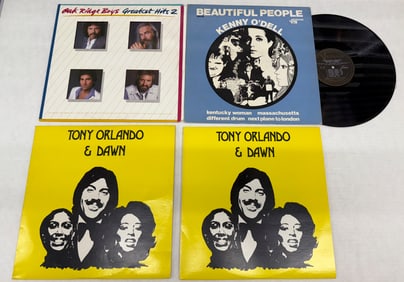 Oak Ridge Boys Greatest Hits 2
BEAUTIFUL PEOPLE
KENNY O'DELL
kentucky woman massachusetts
different drum next plane to london
TONY ORLANDO
& DAWN
TONY ORLANDO
& DAWN